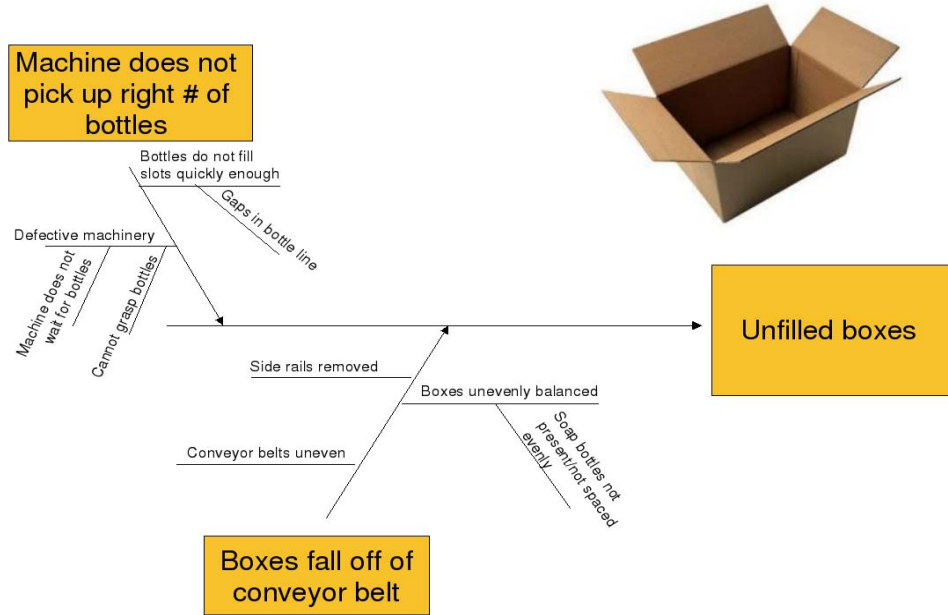 Machine does not
pick up right # of
bottles
Bottles do not fill
slots quickly enough
Gaps in bottle line
Defective machinery
Machine does not
wait for bottles
Cannot grasp bottles
Unfilled boxes
Side rails removed
Boxes unevenly balanced
Soap bottles not
present/not spaced
evenly
Conveyor belts uneven
Boxes fall off of
conveyor belt